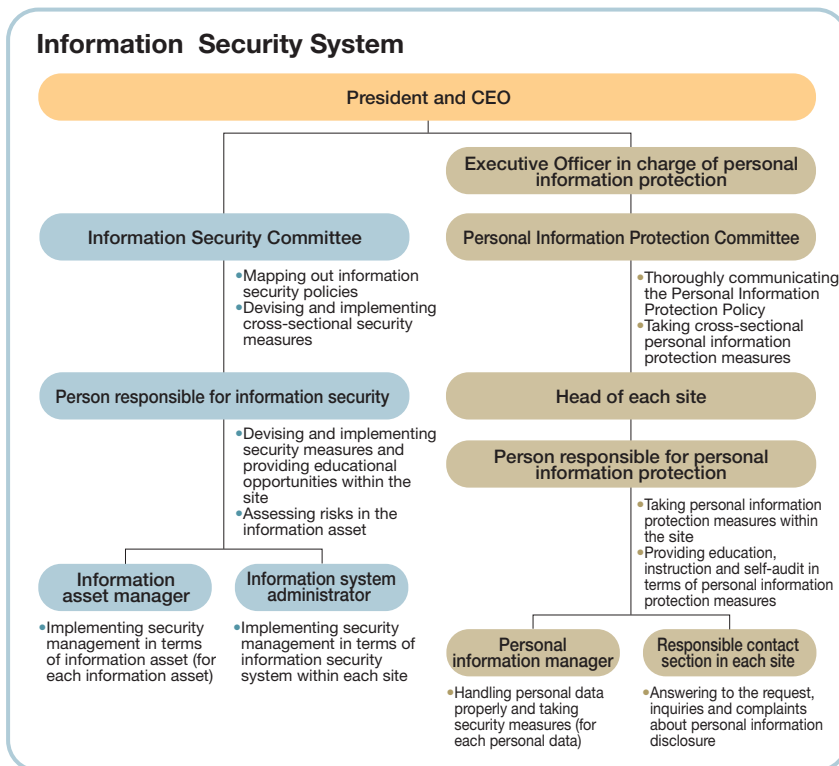 Information Security System
President and CEO
Executive Officer in charge of personal
information protection
Information Security Committee
Personal Information Protection Committee
•Mapping out information
security policies
•Devising and implementing
cross-sectional security
measures
•Thoroughly communicating
the Personal Information
Protection Policy
•Taking cross-sectional
personal information
protection measures
Person responsible for information security
Head of each site
•Devising and implementing
security measures and
providing educational
opportunities within the
site
•Assessing risks in the
information asset
Person responsible for personal
information protection
•Taking personal information
protection measures within
the site
•Providing education,
instruction and self-audit in
terms of personal information
protection measures
Information
asset manager
Information system
administrator
•Implementing security
management in terms
of information asset (for
each information asset)
•Implementing security
management in terms of
information security
system within each site
Personal
information manager
Responsible contact
section in each site
•Handling personal data
properly and taking
security measures (for
each personal data)
•Answering to the request,
inquiries and complaints
about personal information
disclosure